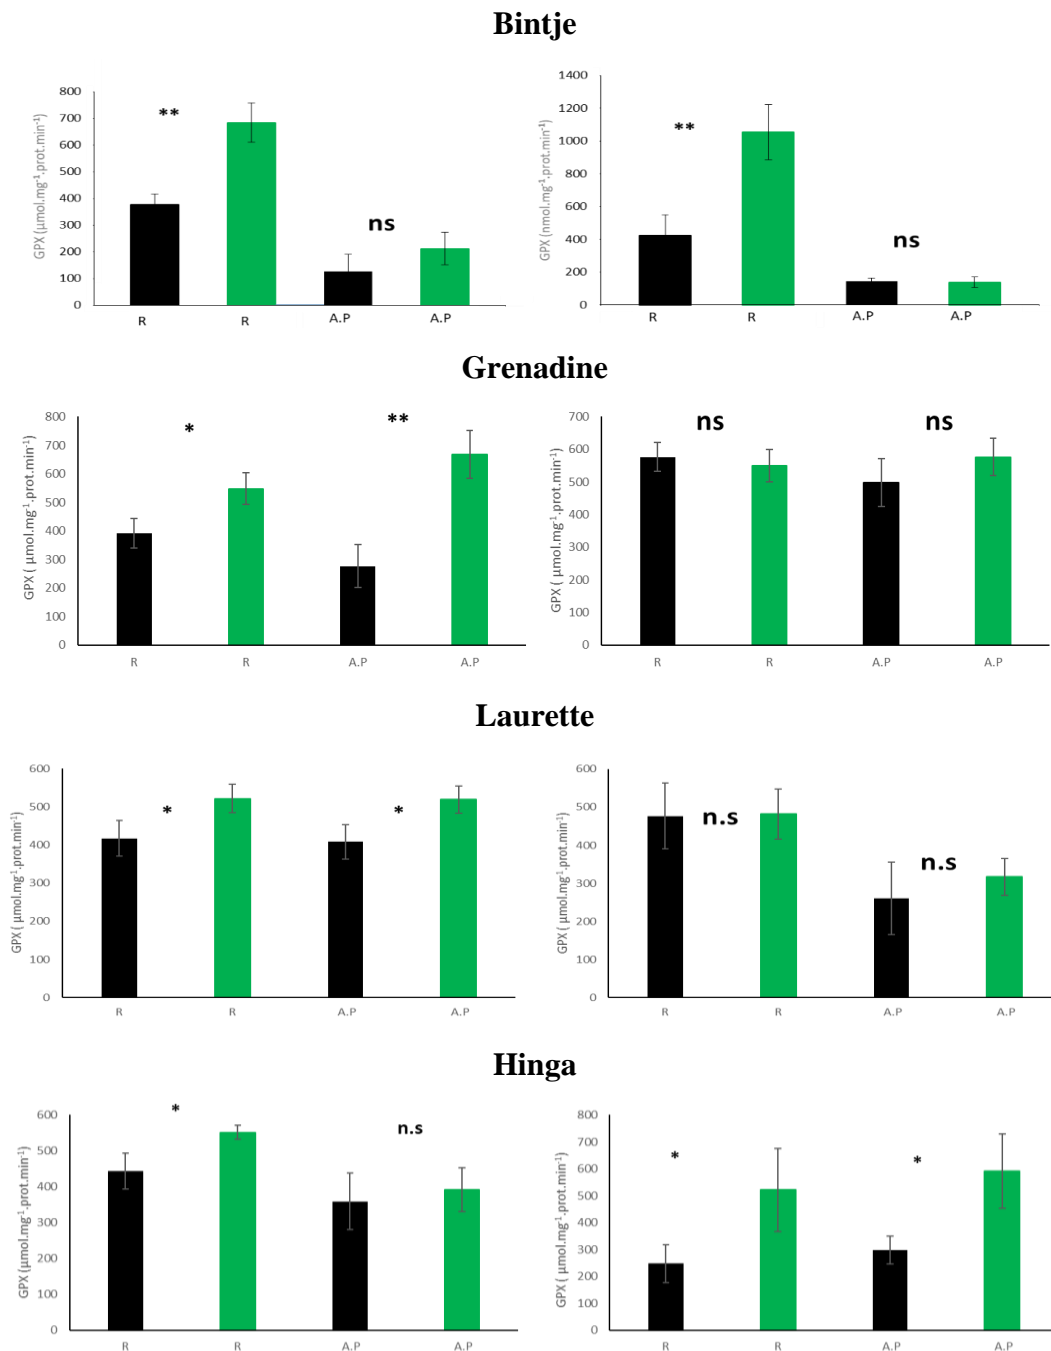 Bintje
GPX (µmol.mg⁻¹.prot.min⁻¹)
800
700
600
500
400
300
200
100
0
**
ns
R R A.P A.P
GPX (nmol.mg⁻¹.prot.min⁻¹)
1400
1200
1000
800
600
400
200
0
**
ns
R R A.P A.P
Grenadine
GPX ( µmol.mg⁻¹.prot.min⁻¹)
800
700
600
500
400
300
200
100
0
*
**
R R A.P A.P
GPX ( µmol.mg⁻¹.prot.min⁻¹)
700
600
500
400
300
200
100
0
ns
ns
R R A.P A.P
Laurette
GPX ( µmol.mg⁻¹.prot.min⁻¹)
600
500
400
300
200
100
0
*
*
R R A.P A.P
GPX ( µmol.mg⁻¹.prot.min⁻¹)
600
500
400
300
200
100
0
n.s
n.s
R R A.P A.P
Hinga
GPX (µmol.mg⁻¹.prot.min⁻¹)
600
500
400
300
200
100
0
*
n.s
R R A.P A.P
GPX ( µmol.mg⁻¹.prot.min⁻¹)
800
700
600
500
400
300
200
100
0
*
*
R R A.P A.P